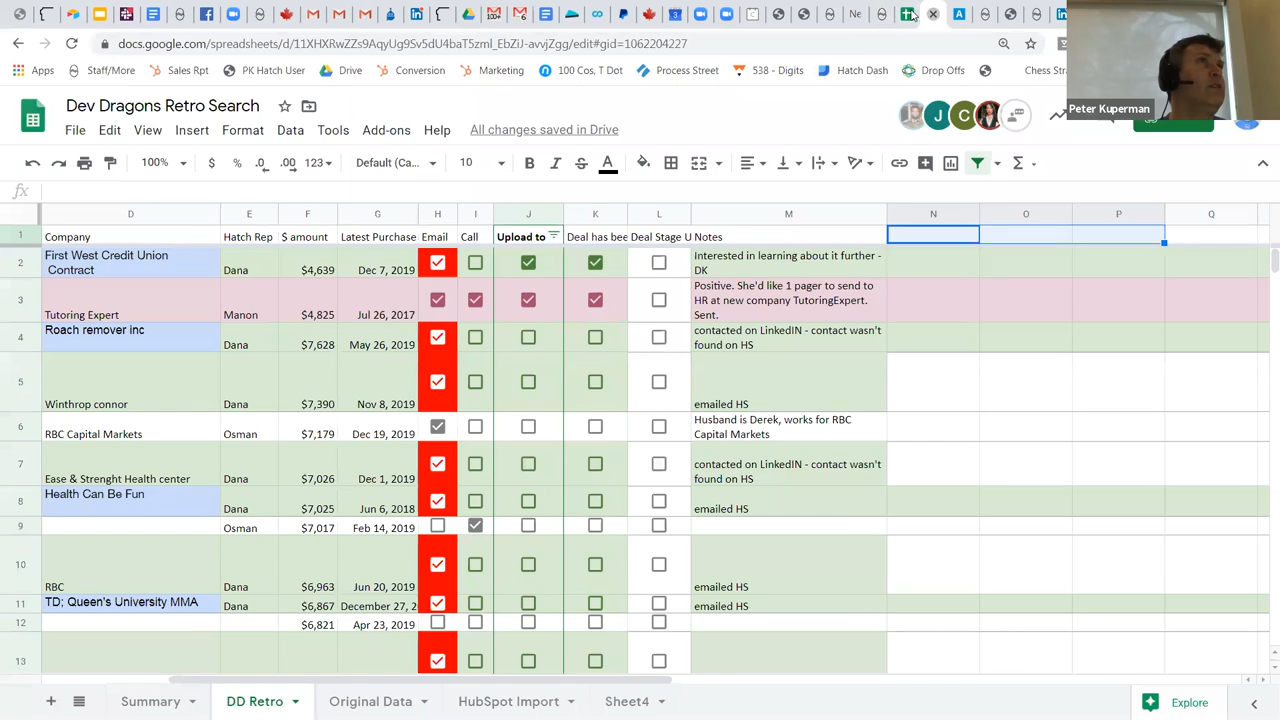 100+
6
Ne
docs.google.com/spreadsheets/d/11XHXRwZZs9AqyUg9Sv5dU4baT5zml_EbZiJ-avvjZgg/edit#gid=1062204227
Apps Staff/More Sales Rpt PK Hatch User Drive Conversion Marketing 100 Cos, T Dot Process Street 538 - Digits Hatch Dash Drop Offs Chess Str
Peter Kuperman
Dev Dragons Retro Search
File Edit View Insert Format Data Tools Add-ons Help All changes saved in Drive
J C
100% $ % .0 .00 123 Default (Ca... 10 B I S A
fx
D E F G H I J K L M N O P Q
1 Company Hatch Rep $ amount Latest Purchase Email Call Upload to Deal has bee Deal Stage U Notes
2 First West Credit Union Contract Dana $4,639 Dec 7, 2019 Interested in learning about it further - DK
3 Tutoring Expert Manon $4,825 Jul 26, 2017 Positive. She'd like 1 pager to send to HR at new company TutoringExpert. Sent.
4 Roach remover inc Dana $7,628 May 26, 2019 contacted on LinkedIN - contact wasn't found on HS
5 Winthrop connor Dana $7,390 Nov 8, 2019 emailed HS
6 RBC Capital Markets Osman $7,179 Dec 19, 2019 Husband is Derek, works for RBC Capital Markets
7 Ease & Strenght Health center Dana $7,026 Dec 1, 2019 contacted on LinkedIN - contact wasn't found on HS
8 Health Can Be Fun Dana $7,025 Jun 6, 2018 emailed HS
9 Osman $7,017 Feb 14, 2019
10 RBC Dana $6,963 Jun 20, 2019 emailed HS
11 TD; Queen's University MMA Dana $6,867 December 27, 2 emailed HS
12 $6,821 Apr 23, 2019
13
Summary DD Retro Original Data HubSpot Import Sheet4 Explore